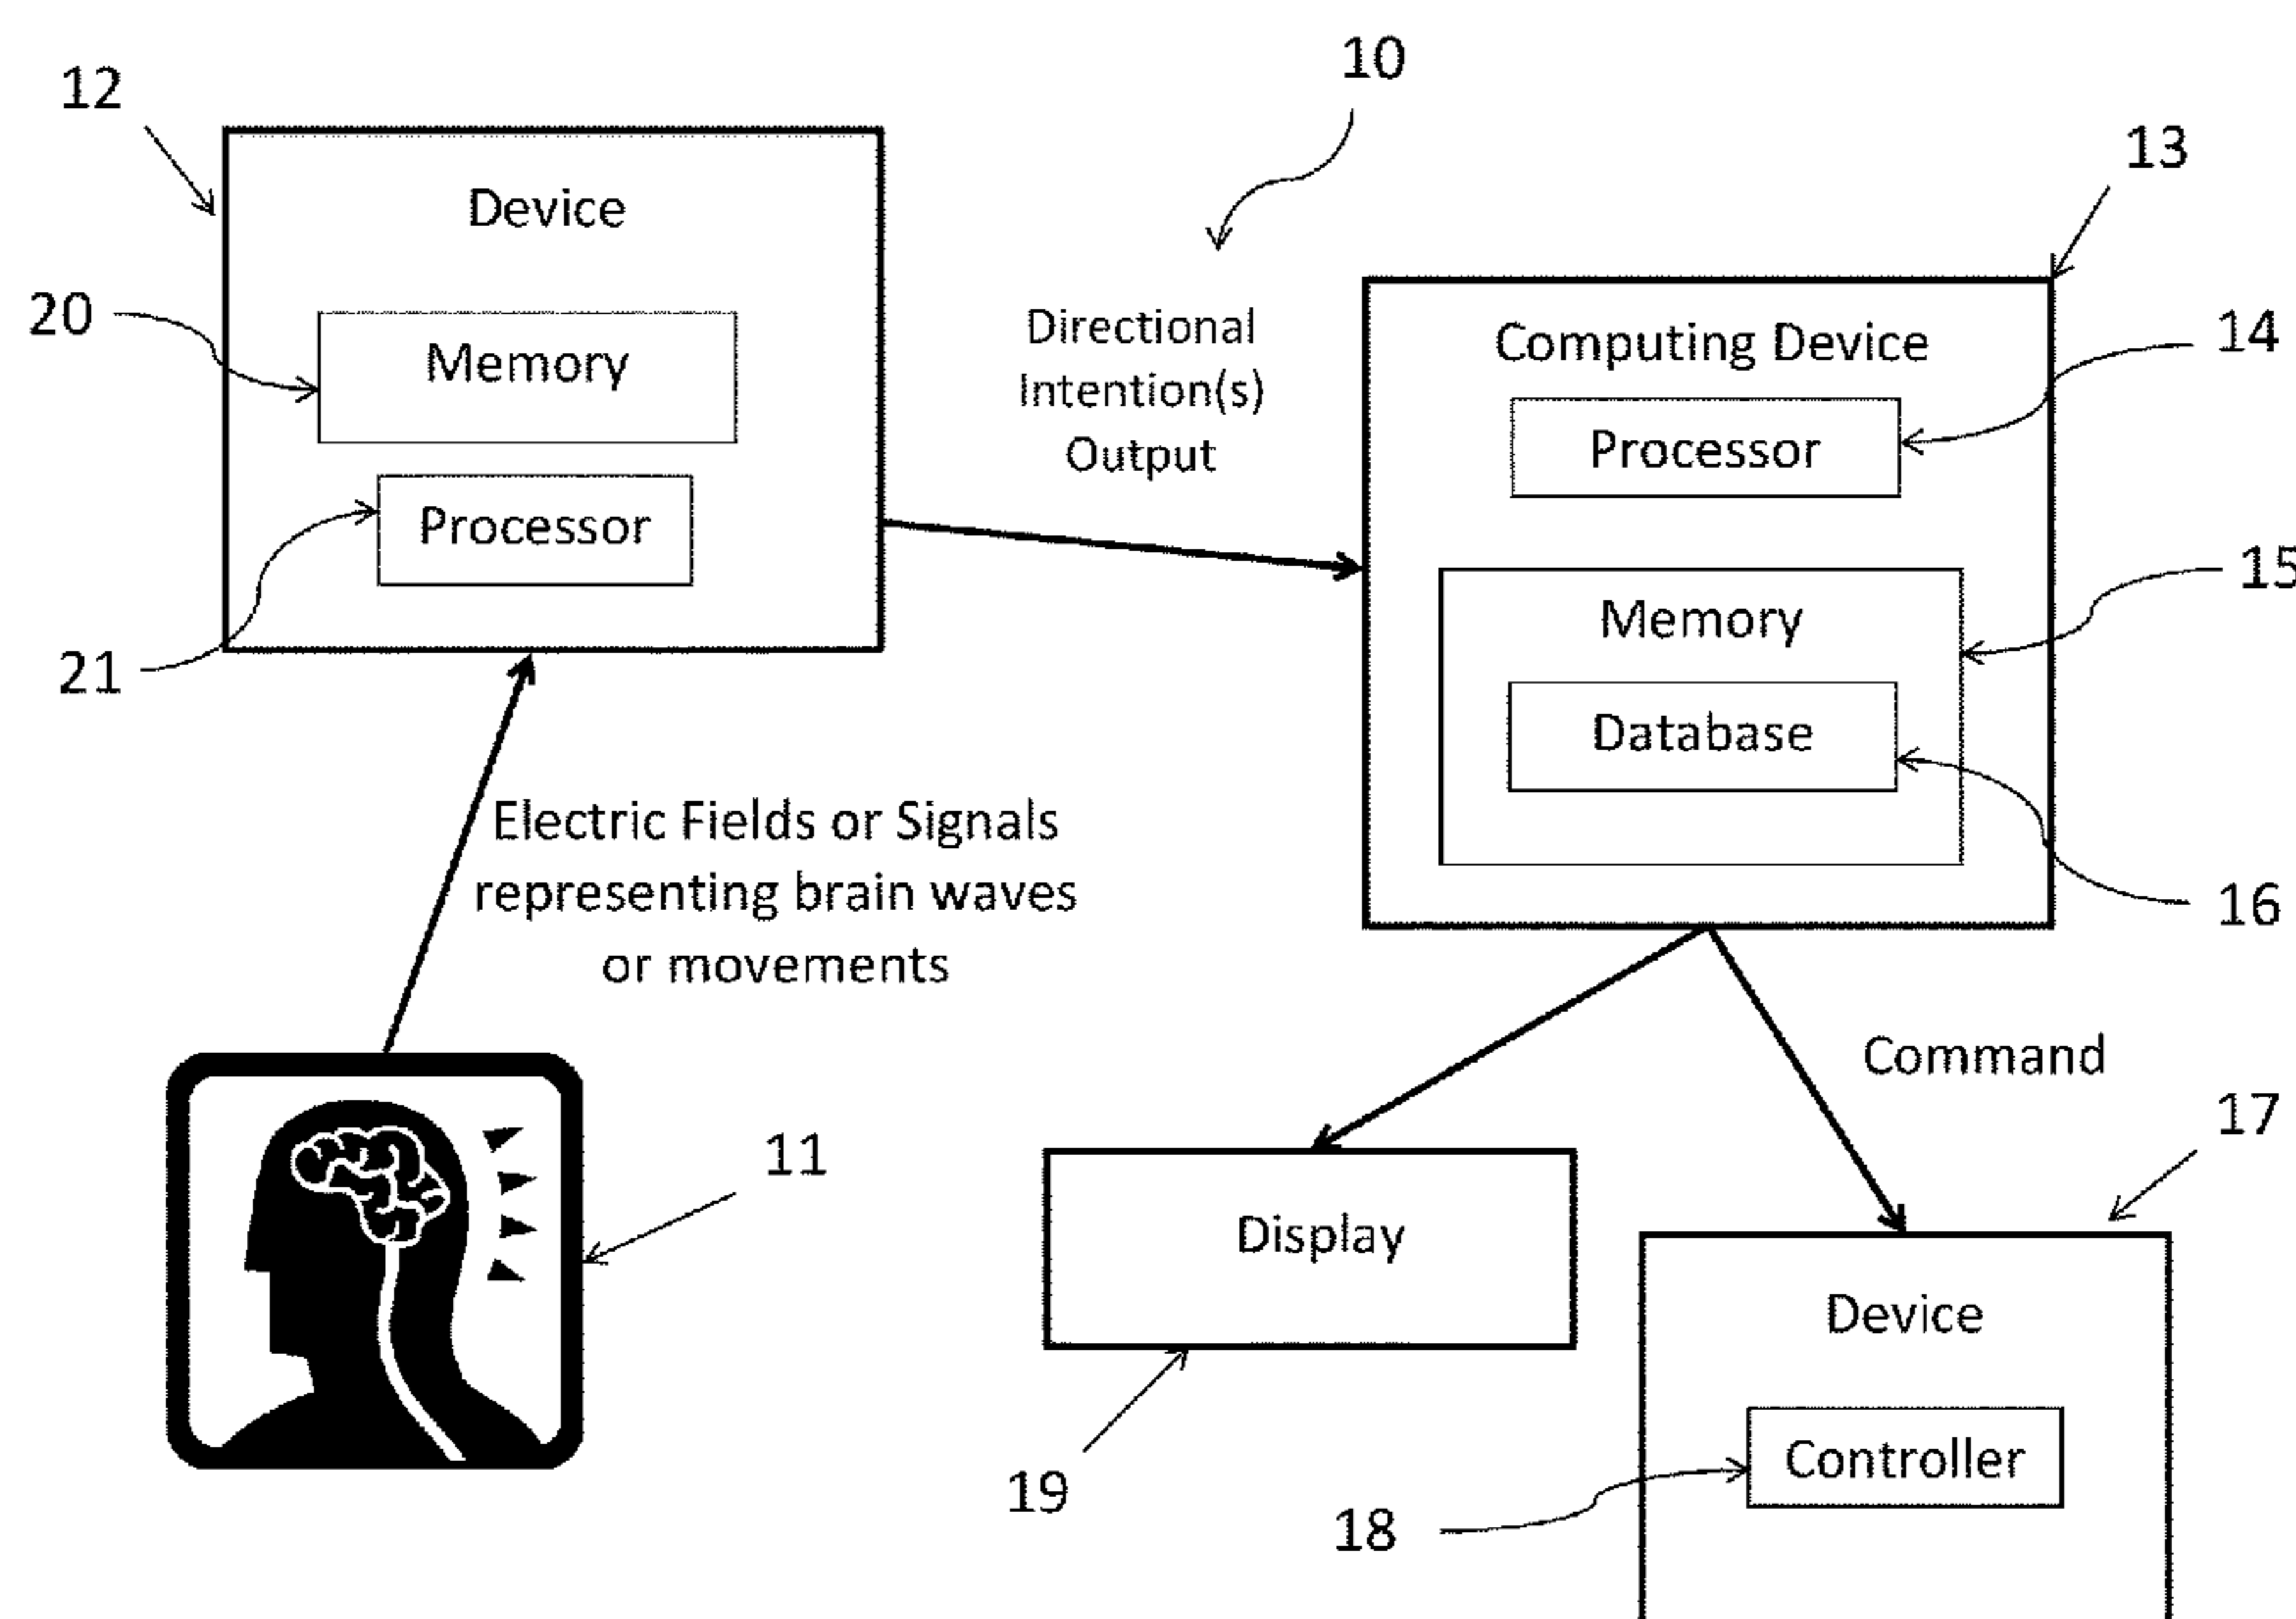 10
12
13
Device
20
Memory
Processor
21
Directional
Intention(s)
Output
Computing Device
14
Processor
15
Memory
Database
16
Electric Fields or Signals
representing brain waves
or movements
11
Command
17
Display
19
Device
Controller
18